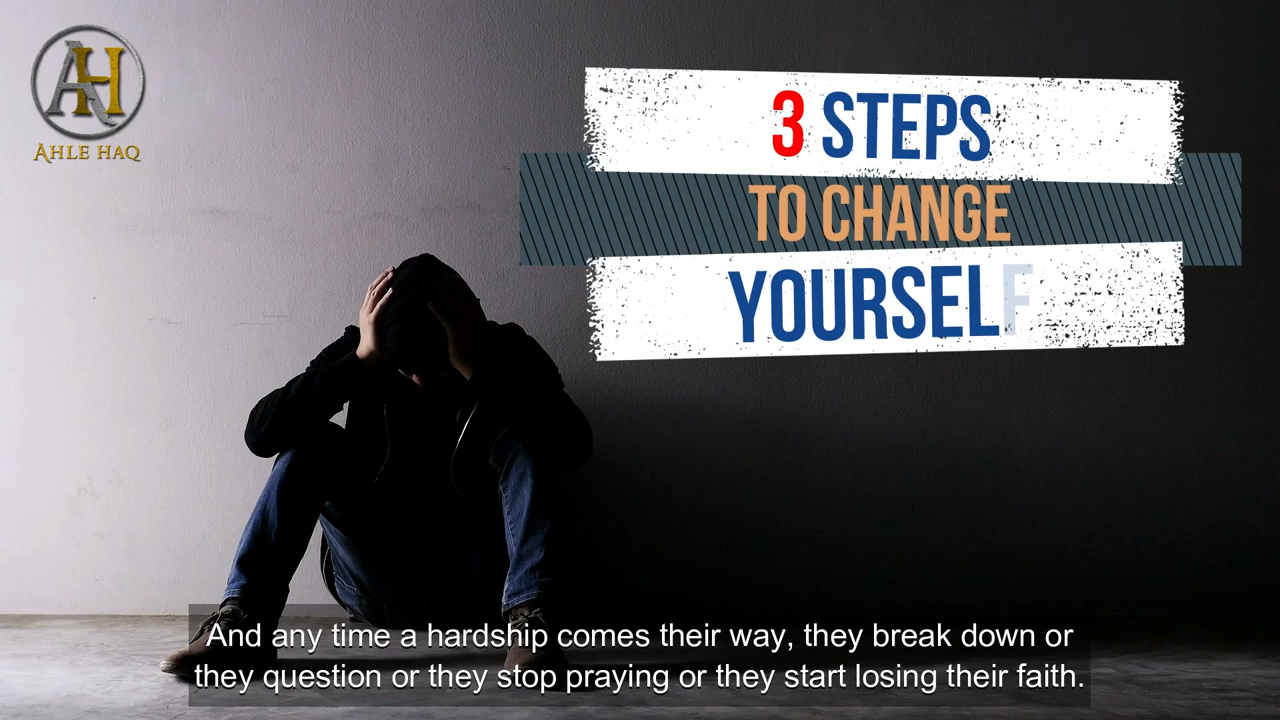 AH
AHLE HAQ
3 STEPS
TO CHANGE
YOURSELF
And any time a hardship comes their way, they break down or
they question or they stop praying or they start losing their faith.